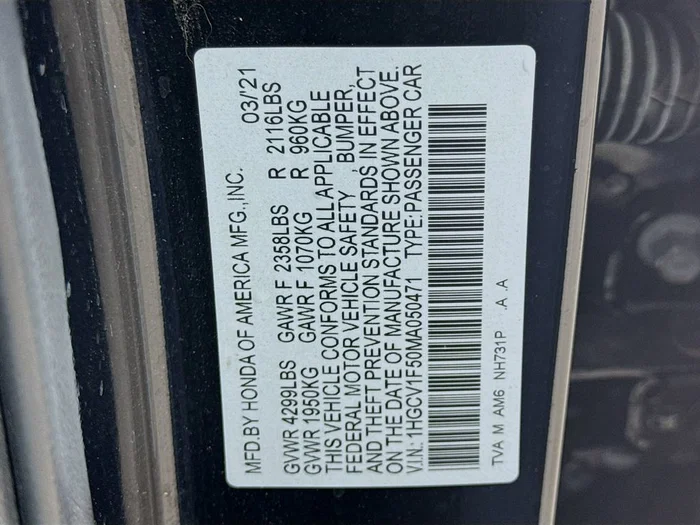 MFD.BY HONDA OF AMERICA MFG.,INC. 03/'21
GVWR 4299LBS GAWR F 2358LBS R 2116LBS
GVWR 1950KG GAWR F 1070KG R 960KG
THIS VEHICLE CONFORMS TO ALL APPLICABLE
FEDERAL MOTOR VEHICLE SAFETY , BUMPER,
AND THEFT PREVENTION STANDARDS IN EFFECT
ON THE DATE OF MANUFACTURE SHOWN ABOVE.
V.IN.: 1HGCV1F50MA050471 TYPE:PASSENGER CAR
TVA M AM6 NH731P .A .A